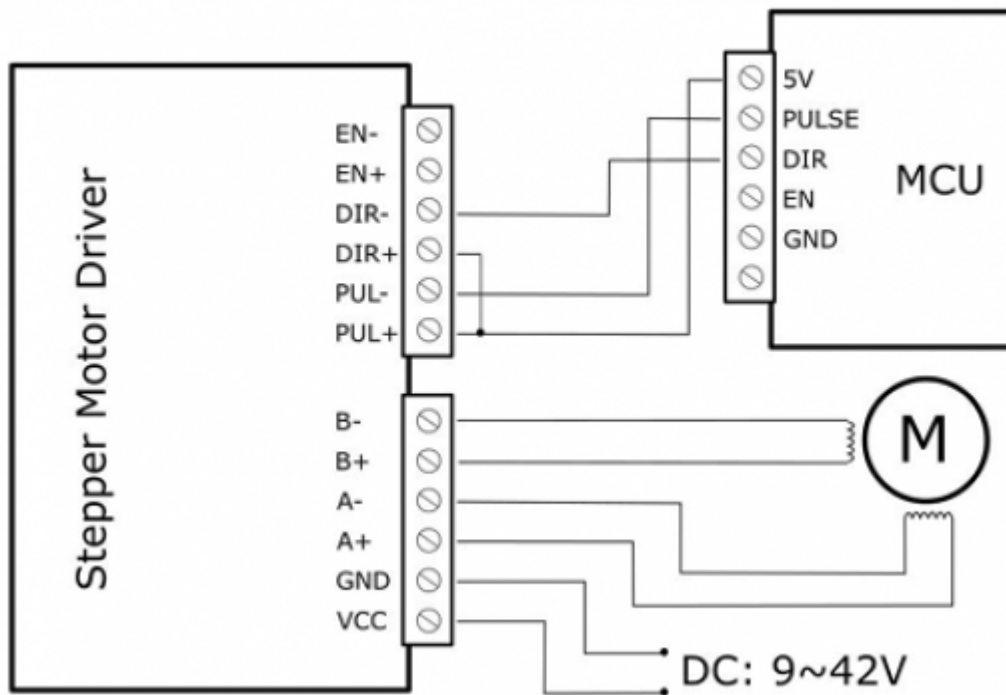 Stepper Motor Driver
EN-
EN+
DIR-
DIR+
PUL-
PUL+
B-
B+
A-
A+
GND
VCC
5V
PULSE
DIR
EN
GND
MCU
M
DC: 9~42V